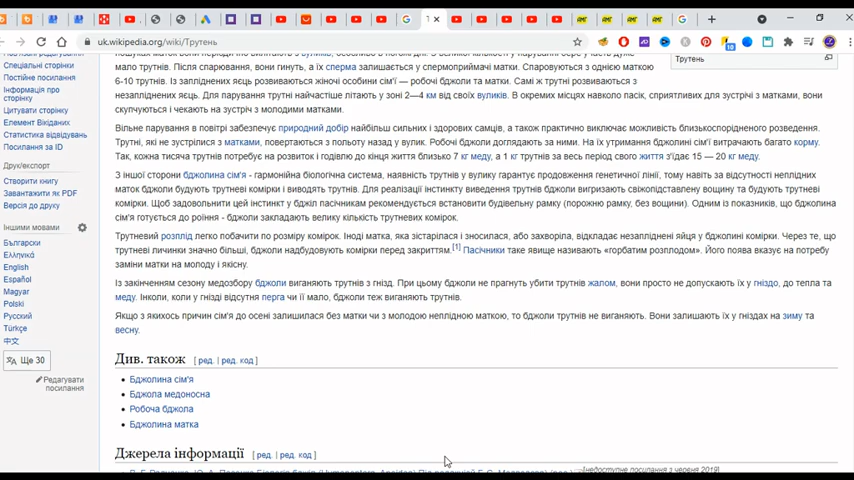 uk.wikipedia.org/wiki/Трутень
Спеціальні сторінки
Постійне посилання
Інформація про
сторінку
Цитувати сторінку
Елемент Вікіданих
Статистика відвідувань
Посилання за ID
Друк/експорт
Створити книгу
Завантажити як PDF
Версія до друку
Іншими мовами
Български
Ελληνικά
English
Español
Magyar
Polski
Русский
Türkçe
中文
Ще 30
Редагувати
посилання
Трутень
мало. Після спарювання, вони гинуть, а їх сперма залишається у спермоприймачі матки. Спаровуються з однією маткою
6-10 трутнів. Із запліднених яєць розвиваються жіночі особини сім'ї — робочі бджоли та матки. Самі ж трутні розвиваються з
незапліднених яєць. Для парування трутні найчастіше літають у зоні 2—4 км від своїх вуликів. В окремих місцях навколо пасік, сприятливих для зустрічі з матками, вони
скупчуються і чекають на зустріч з молодими матками.
Вільне парування в повітрі забезпечує природний добір найбільш сильних і здорових самців, а також практично виключає можливість близькоспорідненого розведення.
Трутні, які не зустрілися з матками, повертаються з польоту назад у вулик. Робочі бджоли доглядають за ними. На їх утримання бджолині сім'ї витрачають багато корму.
Так, кожна тисяча трутнів потребує на розвиток і годівлю до кінця життя близько 7 кг меду, а 1 кг трутнів за весь період свого життя з'їдає 15 — 20 кг меду.
З іншої сторони бджолина сім'я - гармонійна біологічна система, наявність трутнів у вулику гарантує продовження генетичної лінії, тому навіть за відсутності неплідних
маток бджоли будують трутневі комірки і виводять трутнів. Для реалізації інстинкту виведення трутнів бджоли вигризають свіжопоставлену вощину та будують трутневі
комірки. Щоб задовольнити цей інстинкт у бджіл пасічникам рекомендується встановити будівельну рамку (порожню рамку, без вощини). Одним із показників, що бджолина
сім'я готується до роіння - бджоли закладають велику кількість трутневих комірок.
Трутневий розплід легко побачити по розміру комірок. Іноді матка, яка зістарілася і зносилася, або захворіла, відкладає незапліднені яйця у бджолині комірки. Через те, що
трутневі личинки значно більші, бджоли надбудовують комірки перед закриттям.[1] Пасічники таке явище називають «горбатим розплодом». Його поява вказує на потребу
заміни матки на молоду і якісну.
Із закінченням сезону медозбору бджоли виганяють трутнів з гнізд. При цьому бджоли не прагнуть убити трутнів жалом, вони просто не допускають їх у гніздо, до тепла та
меду. Інколи, коли у гнізді відсутня перга чи її мало, бджоли теж виганяють трутнів.
Якщо з якихось причин сім'я до осені залишилася без матки чи з молодою неплідною маткою, то бджоли трутнів не виганяють. Вони залишають їх у гніздах на зиму та
весну.
Див. також [ ред. | ред. код ]
Бджолина сім'я
Бджола медоносна
Робоча бджола
Бджолина матка
Джерела інформації [ ред. | ред. код ]
[недоступне посилання з червня 2019]